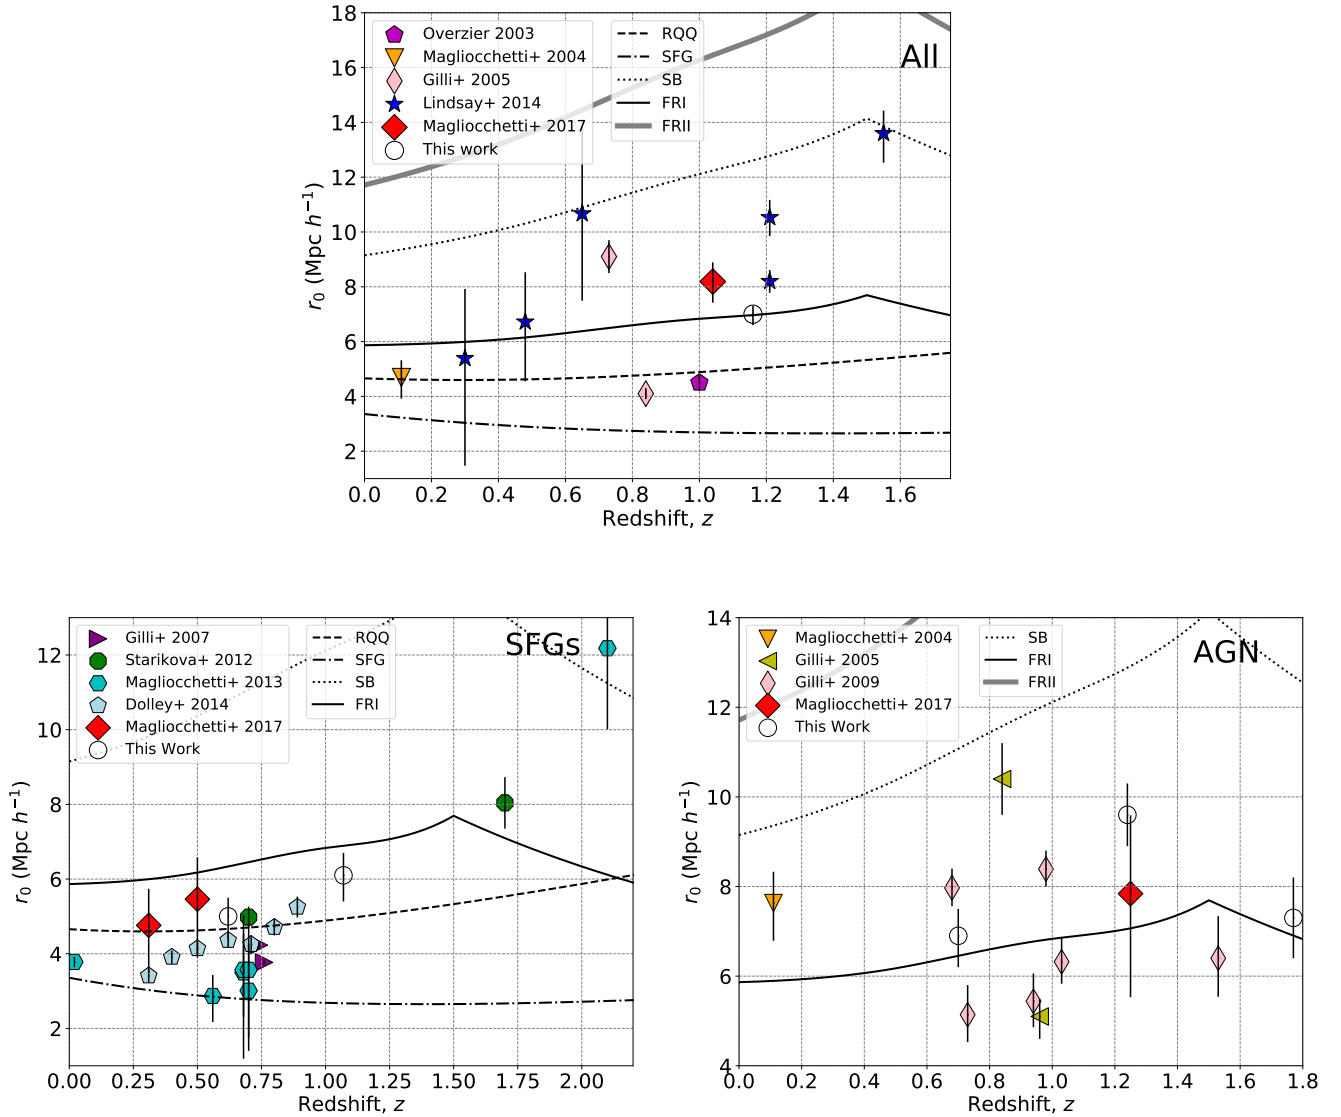 18
16
14
12
10
8
6
4
2
r₀ (Mpc h⁻¹)
Overzier 2003
Magliocchetti+ 2004
Gilli+ 2005
Lindsay+ 2014
Magliocchetti+ 2017
This work
RQQ
SFG
SB
FRI
FRII
All
0.0 0.2 0.4 0.6 0.8 1.0 1.2 1.4 1.6
Redshift, z
12
10
8
6
4
2
r₀ (Mpc h⁻¹)
Gilli+ 2007
Starikova+ 2012
Magliocchetti+ 2013
Dolley+ 2014
Magliocchetti+ 2017
This Work
RQQ
SFG
SB
FRI
SFGs
0.00 0.25 0.50 0.75 1.00 1.25 1.50 1.75 2.00
Redshift, z
14
12
10
8
6
4
r₀ (Mpc h⁻¹)
Magliocchetti+ 2004
Gilli+ 2005
Gilli+ 2009
Magliocchetti+ 2017
This Work
SB
FRI
FRII
AGN
0.0 0.2 0.4 0.6 0.8 1.0 1.2 1.4 1.6 1.8
Redshift, z